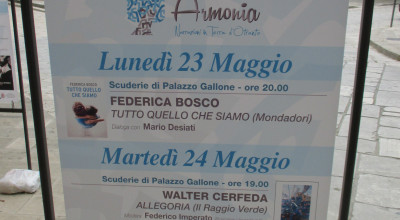 Armonia
Narrazioni in Terra d'Otranto
Lunedì 23 Maggio
Scuderie di Palazzo Gallone - ore 20.00
FEDERICO BOSCO
TUTTO QUELLO
CHE SIAMO
FEDERICA BOSCO
TUTTO QUELLO CHE SIAMO (Mondadori)
Dialoga con Mario Desiati
Martedì 24 Maggio
Scuderie di Palazzo Gallone - ore 19.00
WALTER CERFEDA
ALLEGORIA (Il Raggio Verde)
Federico Imperato